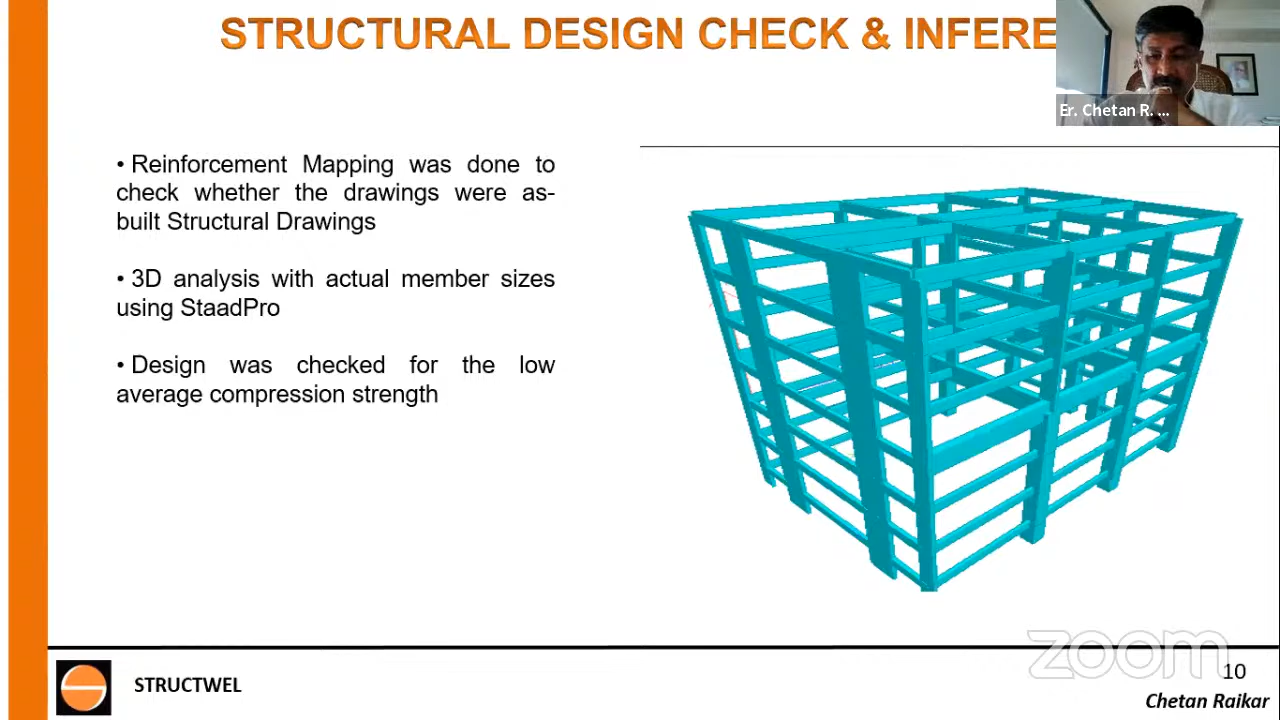 STRUCTURAL DESIGN CHECK & INFERE
Er. Chetan R. ...
• Reinforcement Mapping was done to
check whether the drawings were as-
built Structural Drawings
• 3D analysis with actual member sizes
using StaadPro
• Design was checked for the low
average compression strength
zoom
10
STRUCTWEL
Chetan Raikar